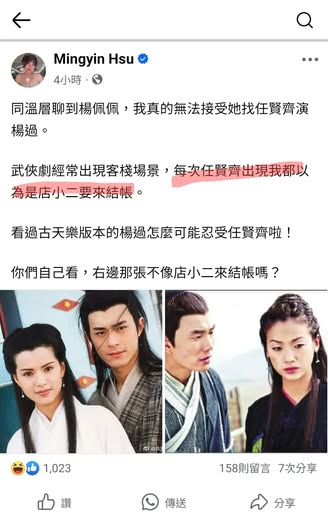 Mingyin Hsu
4小時·
同溫層聊到楊佩佩，我真的無法接受她找任賢齊演
楊過。
武俠劇經常出現客棧場景，每次任賢齊出現我都以
為是店小二要來結帳。
看過古天樂版本的楊過怎麼可能忍受任賢齊啦！
你們自己看，右邊那張不像店小二來結帳嗎？
1,023
158則留言 7次分享
讚 傳送 分享